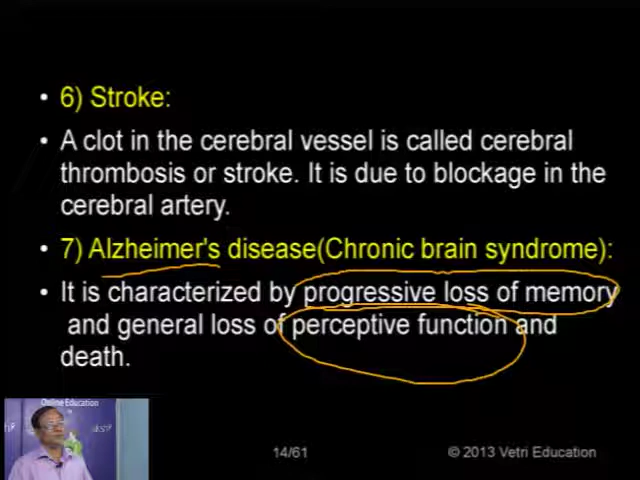 • 6) Stroke:
• A clot in the cerebral vessel is called cerebral
thrombosis or stroke. It is due to blockage in the
cerebral artery.
• 7) Alzheimer's disease(Chronic brain syndrome):
• It is characterized by progressive loss of memory
and general loss of perceptive function and
death.
Online Education
14/61
© 2013 Vetri Education